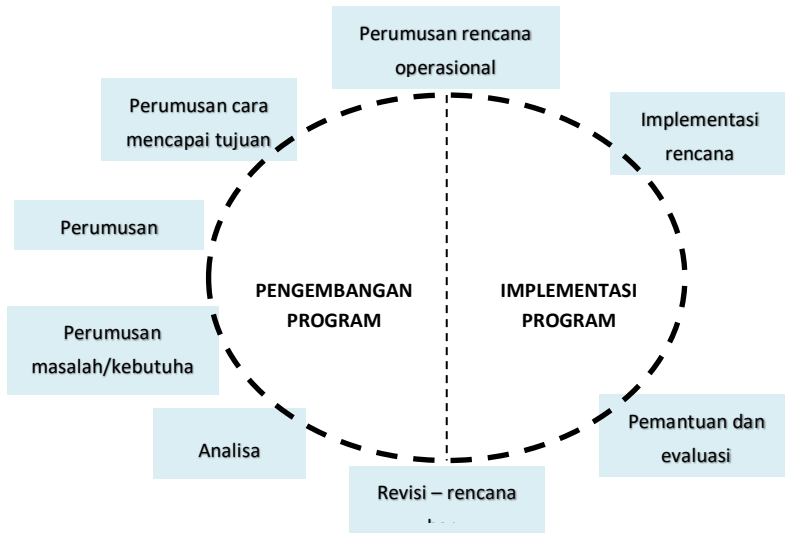 Perumusan rencana
operasional
Perumusan cara
mencapai tujuan
Implementasi
rencana
Perumusan
PENGEMBANGAN
PROGRAM
IMPLEMENTASI
PROGRAM
Perumusan
masalah/kebutuha
Analisa
Pemantuan dan
evaluasi
Revisi – rencana